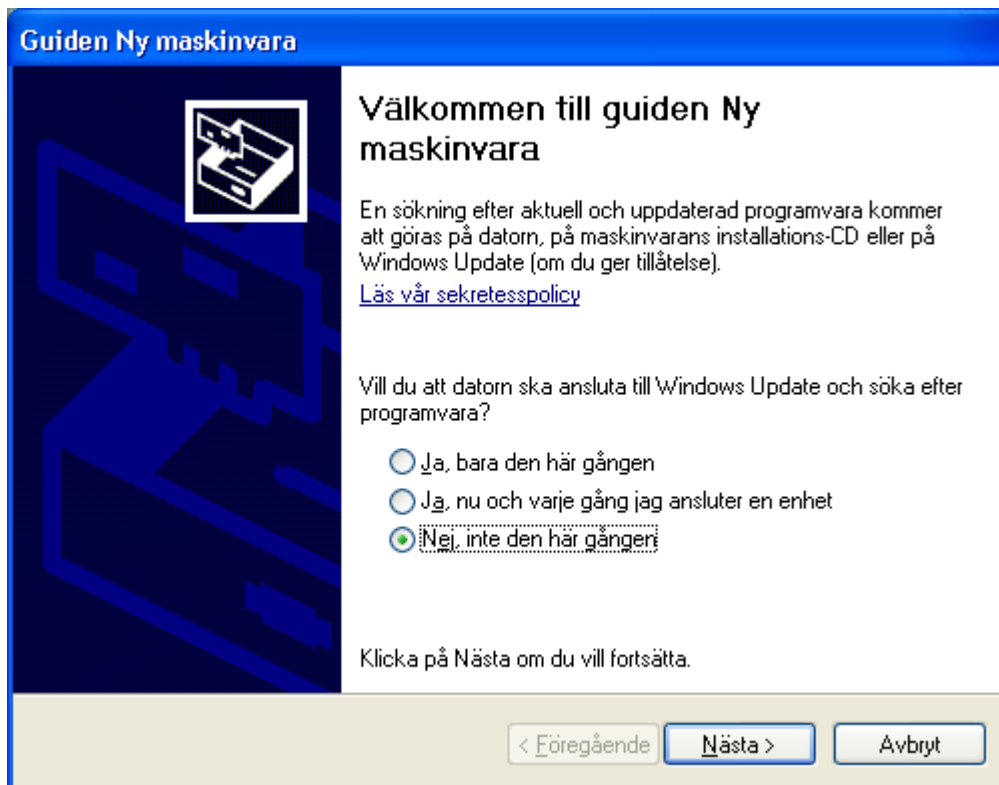 Guiden Ny maskinvara
Välkommen till guiden Ny
maskinvara
En sökning efter aktuell och uppdaterad programvara kommer
att göras på datorn, på maskinvarans installations-CD eller på
Windows Update (om du ger tillåtelse).
Läs vår sekretesspolicy
Vill du att datorn ska ansluta till Windows Update och söka efter
programvara?
Ja, bara den här gången
Ja, nu och varje gång jag ansluter en enhet
Nej, inte den här gången
Klicka på Nästa om du vill fortsätta.
< Föregående Nästa > Avbryt